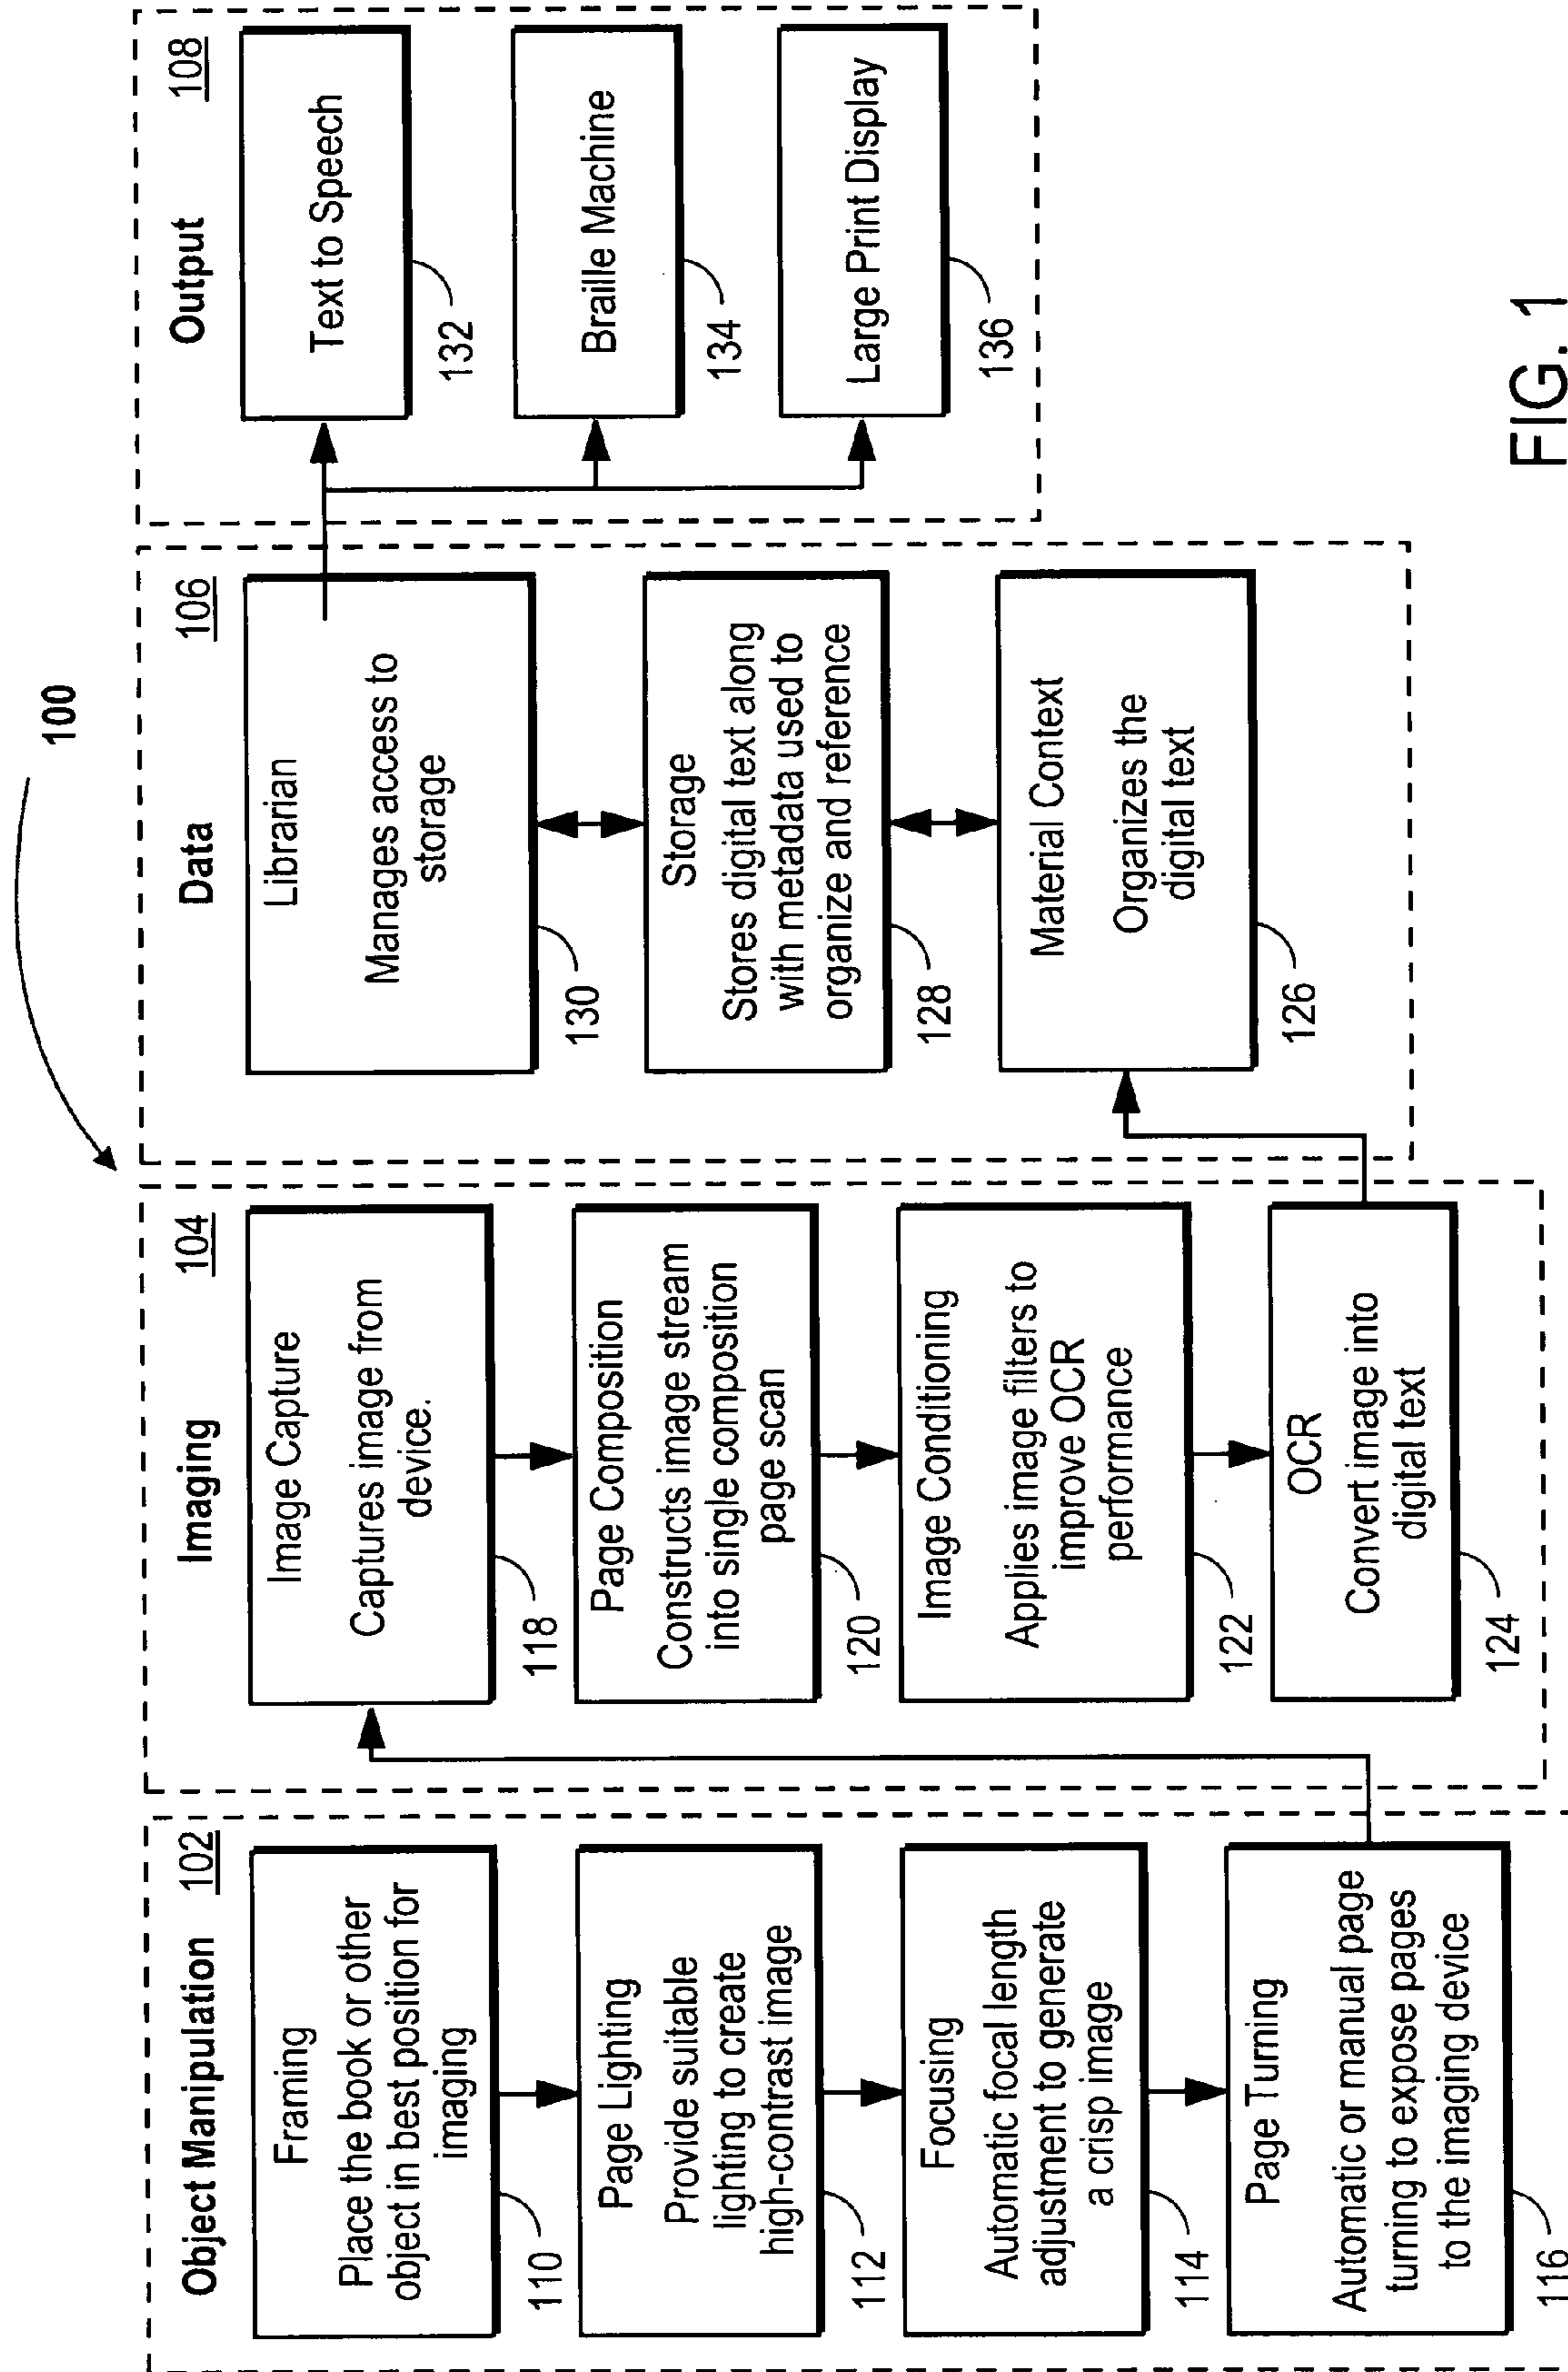 100
Object Manipulation 102
Framing
Place the book or other
object in best position for
imaging
110
Page Lighting
Provide suitable
lighting to create
high-contrast image
112
Focusing
Automatic focal length
adjustment to generate
a crisp image
114
Page Turning
Automatic or manual page
turning to expose pages
to the imaging device
116
Imaging 104
Image Capture
Captures image from
device.
118
Page Composition
Constructs image stream
into single composition
page scan
120
Image Conditioning
Applies image filters to
improve OCR
performance
122
OCR
Convert image into
digital text
124
Data 106
Librarian
Manages access to
storage
130
Storage
Stores digital text along
with metadata used to
organize and reference
128
Material Context
Organizes the
digital text
126
Output 108
Text to Speech
132
Braille Machine
134
Large Print Display
136
FIG. 1